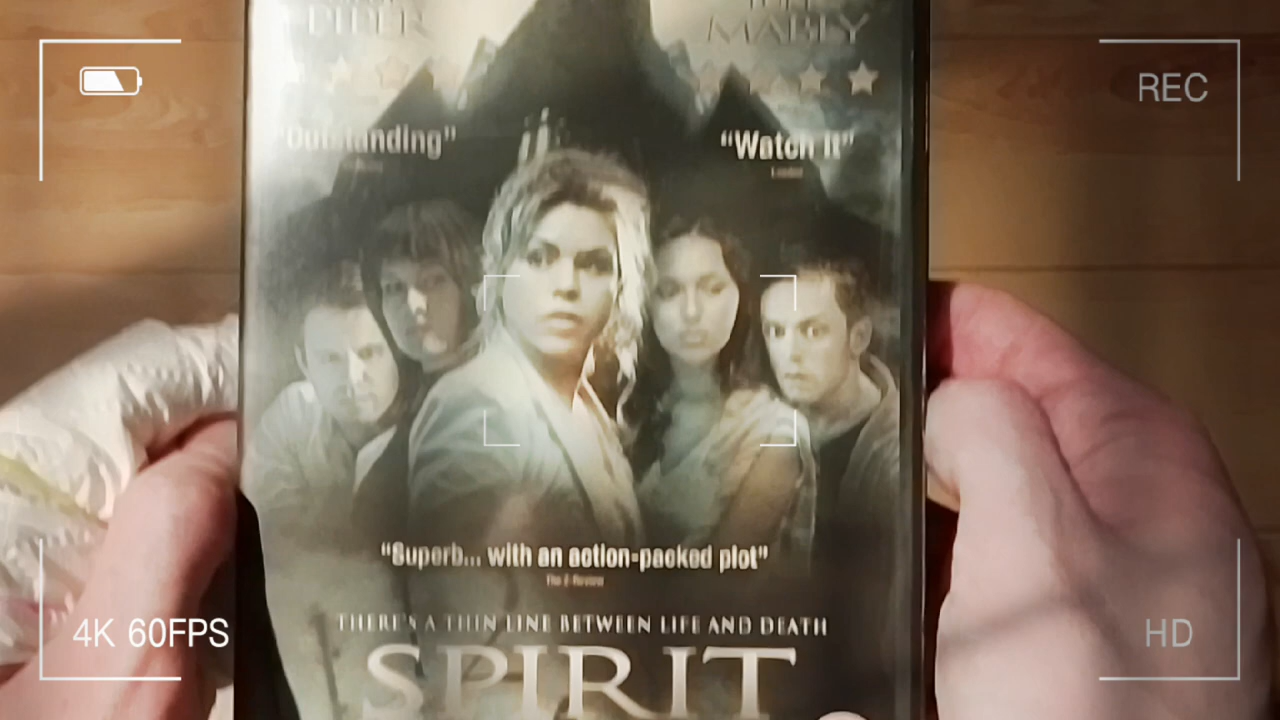 PIPER
MABLY
REC
"Outstanding"
"Watch it"
"Superb... with an action-packed plot"
THERE'S A THIN LINE BETWEEN LIFE AND DEATH
4K 60FPS
HD
SPIRIT